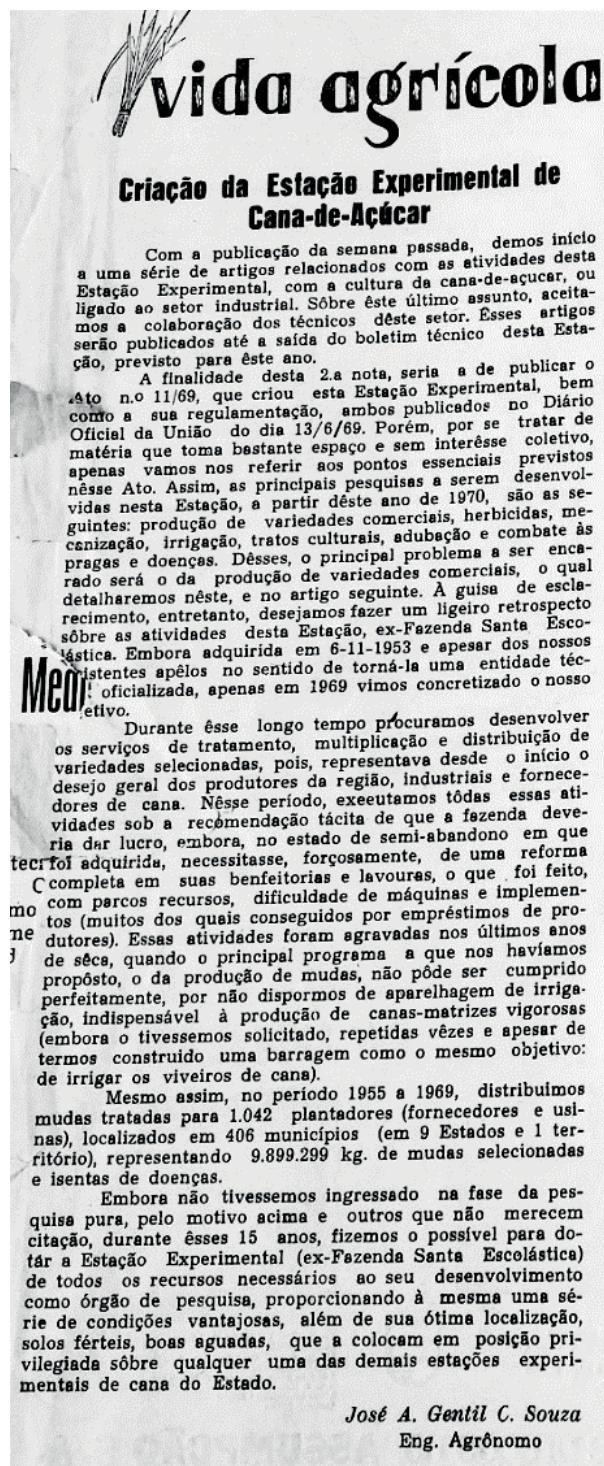 vida agrícola
Criação da Estação Experimental de
Cana-de-Açúcar
Com a publicação da semana passada, demos início
a uma série de artigos relacionados com as atividades desta
Estação Experimental, com a cultura da cana-de-açucar, ou
ligado ao setor industrial. Sôbre êste último assunto, aceita-
mos a colaboração dos técnicos dêste setor. Esses artigos
serão publicados até a saída do boletim técnico desta Esta-
ção, previsto para êste ano.
A finalidade desta 2.a nota, seria a de publicar o
Ato n.o 11/69, que criou esta Estação Experimental, bem
como a sua regulamentação, ambos publicados no Diário
Oficial da União do dia 13/6/69. Porém, por se tratar de
matéria que toma bastante espaço e sem interêsse coletivo,
apenas vamos nos referir aos pontos essenciais previstos
nêsse Ato. Assim, as principais pesquisas a serem desenvol-
vidas nesta Estação, a partir dêste ano de 1970, são as se-
guintes: produção de variedades comerciais, herbicidas, me-
canização, irrigação, tratos culturais, adubação e combate às
pragas e doenças. Dêsses, o principal problema a ser enca-
rado será o da produção de variedades comerciais, o qual
detalharemos nêste, e no artigo seguinte. À guisa de escla-
recimento, entretanto, desejamos fazer um ligeiro retrospecto
sôbre as atividades desta Estação, ex-Fazenda Santa Esco-
lástica. Embora adquirida em 6-11-1953 e apesar dos nossos
istentes apêlos no sentido de torná-la uma entidade téc-
Medi oficializada, apenas em 1969 vimos concretizado o nosso
etivo.
Durante êsse longo tempo procuramos desenvolver
os serviços de tratamento, multiplicação e distribuição de
variedades selecionadas, pois, representava desde o início o
desejo geral dos produtores da região, industriais e fornece-
dores de cana. Nêsse período, exeeutamos tôdas essas ati-
vidades sob a recomendação tácita de que a fazenda deve-
ria dar lucro, embora, no estado de semi-abandono em que
tecr foi adquirida, necessitasse, forçosamente, de uma reforma
C completa em suas benfeitorias e lavouras, o que foi feito,
mo com parcos recursos, dificuldade de máquinas e implemen-
me tos (muitos dos quais conseguidos por empréstimos de pro-
dutores). Essas atividades foram agravadas nos últimos anos
de sêca, quando o principal programa a que nos havíamos
propósto, o da produção de mudas, não pôde ser cumprido
perfeitamente, por não dispormos de aparelhagem de irriga-
ção, indispensável à produção de canas-matrizes vigorosas
(embora o tivessemos solicitado, repetidas vêzes e apesar de
termos construido uma barragem como o mesmo objetivo:
de irrigar os viveiros de cana).
Mesmo assim, no período 1955 a 1969, distribuimos
mudas tratadas para 1.042 plantadores (fornecedores e usi-
nas), localizados em 406 municípios (em 9 Estados e 1 ter-
ritório), representando 9.899.299 kg. de mudas selecionadas
e isentas de doenças.
Embora não tivessemos ingressado na fase da pes-
quisa pura, pelo motivo acima e outros que não merecem
citação, durante êsses 15 anos, fizemos o possível para do-
tár a Estação Experimental (ex-Fazenda Santa Escolástica)
de todos os recursos necessários ao seu desenvolvimento
como órgão de pesquisa, proporcionando à mesma uma sé-
rie de condições vantajosas, além de sua ótima localização,
solos férteis, boas aguadas, que a colocam em posição pri-
vilegiada sôbre qualquer uma das demais estações experi-
mentais de cana do Estado.
José A. Gentil C. Souza
Eng. Agrônomo